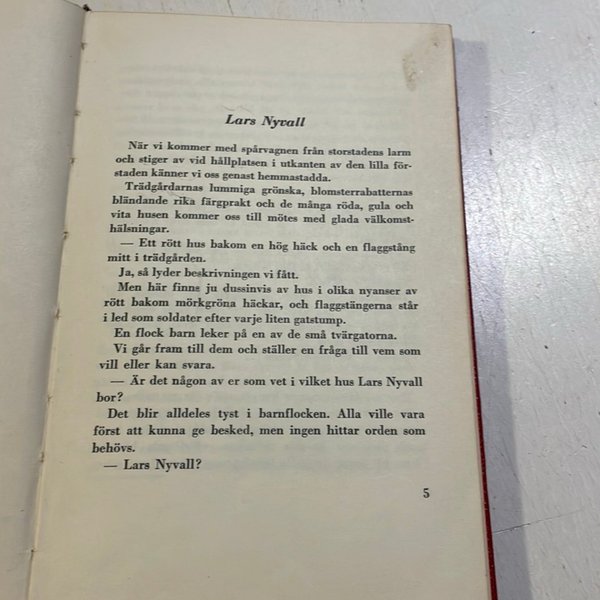 Lars Nyvall
När vi kommer med spårvagnen från storstadens larm
och stiger av vid hållplatsen i utkanten av den lilla för-
staden känner vi oss genast hemmastadda.
Trädgårdarnas lummiga grönska, blomsterrabatternas
bländande rika färgprakt och de många röda, gula och
vita husen kommer oss till mötes med glada välkomst-
hälsningar.
— Ett rött hus bakom en hög häck och en flaggstång
mitt i trädgården.
Ja, så lyder beskrivningen vi fått.
Men här finns ju dussinvis av hus i olika nyanser av
rött bakom mörkgröna häckar, och flaggstängerna står
i led som soldater efter varje liten gatstump.
En flock barn leker på en av de små tvärgatorna.
Vi går fram till dem och ställer en fråga till vem som
vill eller kan svara.
— Är det någon av er som vet i vilket hus Lars Nyvall
bor?
Det blir alldeles tyst i barnflocken. Alla ville vara
först att kunna ge besked, men ingen hittar orden som
behövs.
— Lars Nyvall?
5